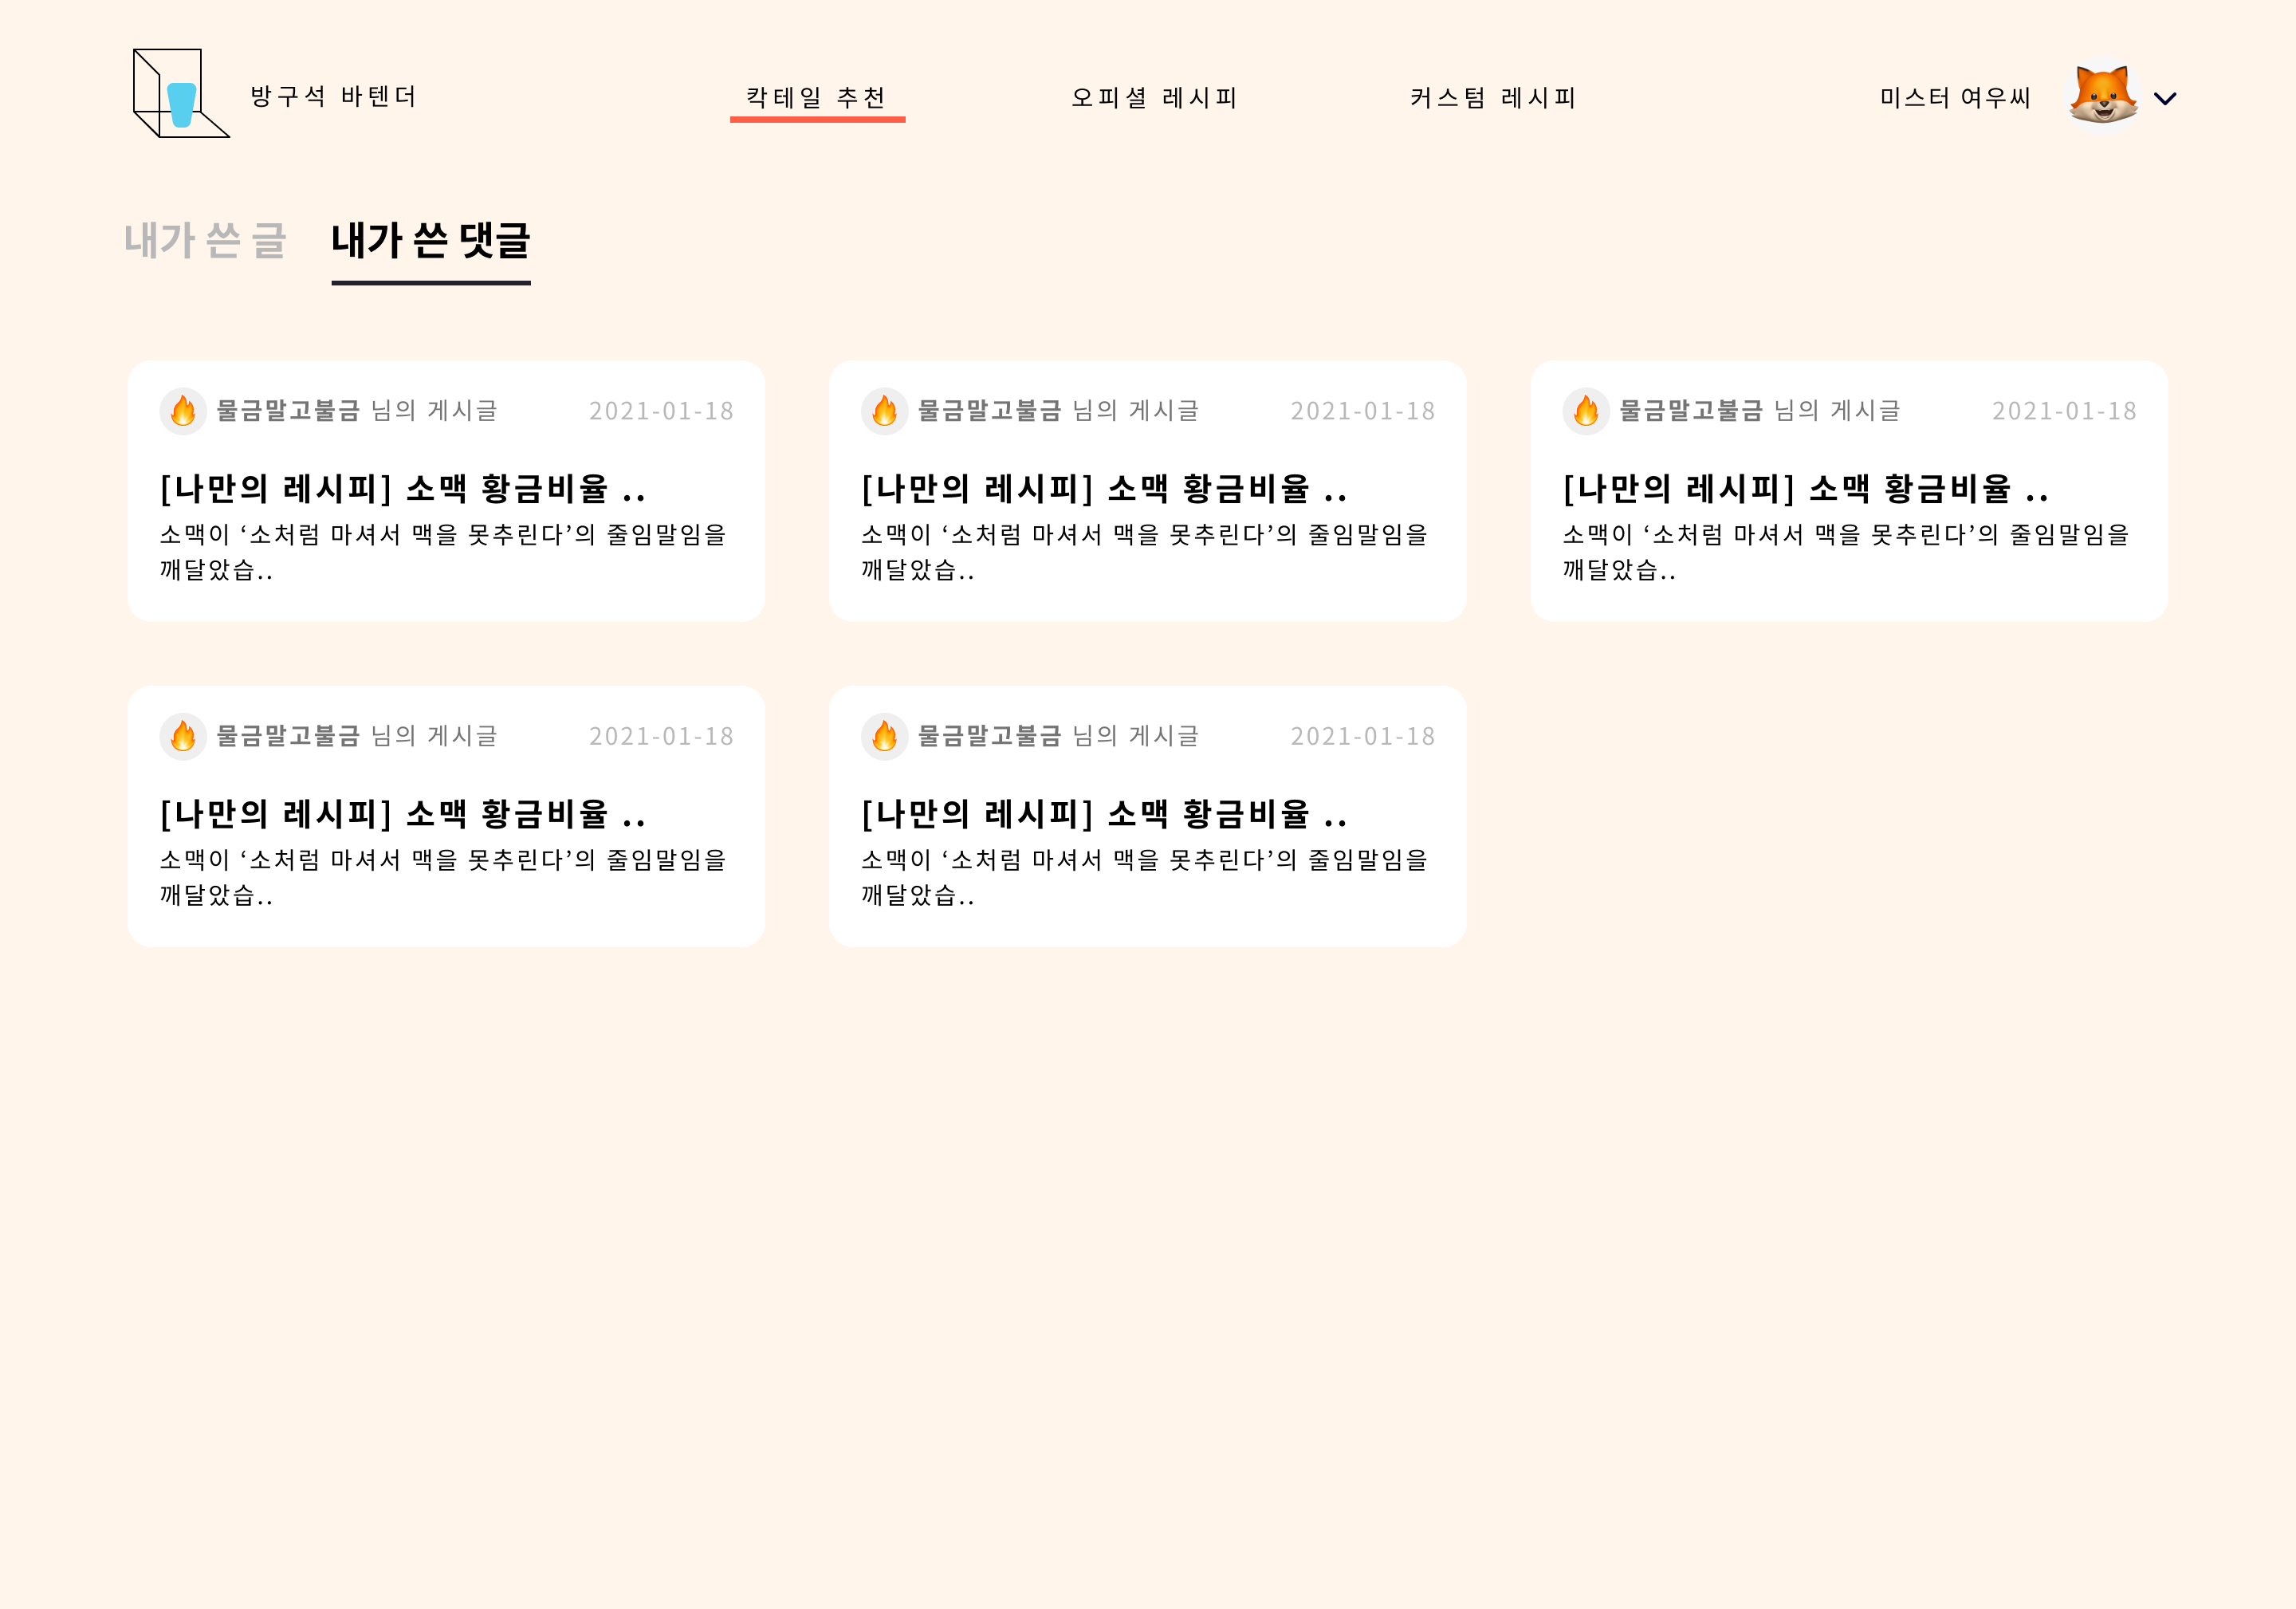 방구석 바텐더
칵테일 추천
오피셜 레시피
커스텀 레시피
미스터 여우씨
내가 쓴 글
내가 쓴 댓글
물금말고불금 님의 게시글
2021-01-18
[나만의 레시피] 소맥 황금비율 ..
소맥이 ‘소처럼 마셔서 맥을 못추린다’의 줄임말임을
깨달았습..
물금말고불금 님의 게시글
2021-01-18
[나만의 레시피] 소맥 황금비율 ..
소맥이 ‘소처럼 마셔서 맥을 못추린다’의 줄임말임을
깨달았습..
물금말고불금 님의 게시글
2021-01-18
[나만의 레시피] 소맥 황금비율 ..
소맥이 ‘소처럼 마셔서 맥을 못추린다’의 줄임말임을
깨달았습..
물금말고불금 님의 게시글
2021-01-18
[나만의 레시피] 소맥 황금비율 ..
소맥이 ‘소처럼 마셔서 맥을 못추린다’의 줄임말임을
깨달았습..
물금말고불금 님의 게시글
2021-01-18
[나만의 레시피] 소맥 황금비율 ..
소맥이 ‘소처럼 마셔서 맥을 못추린다’의 줄임말임을
깨달았습..